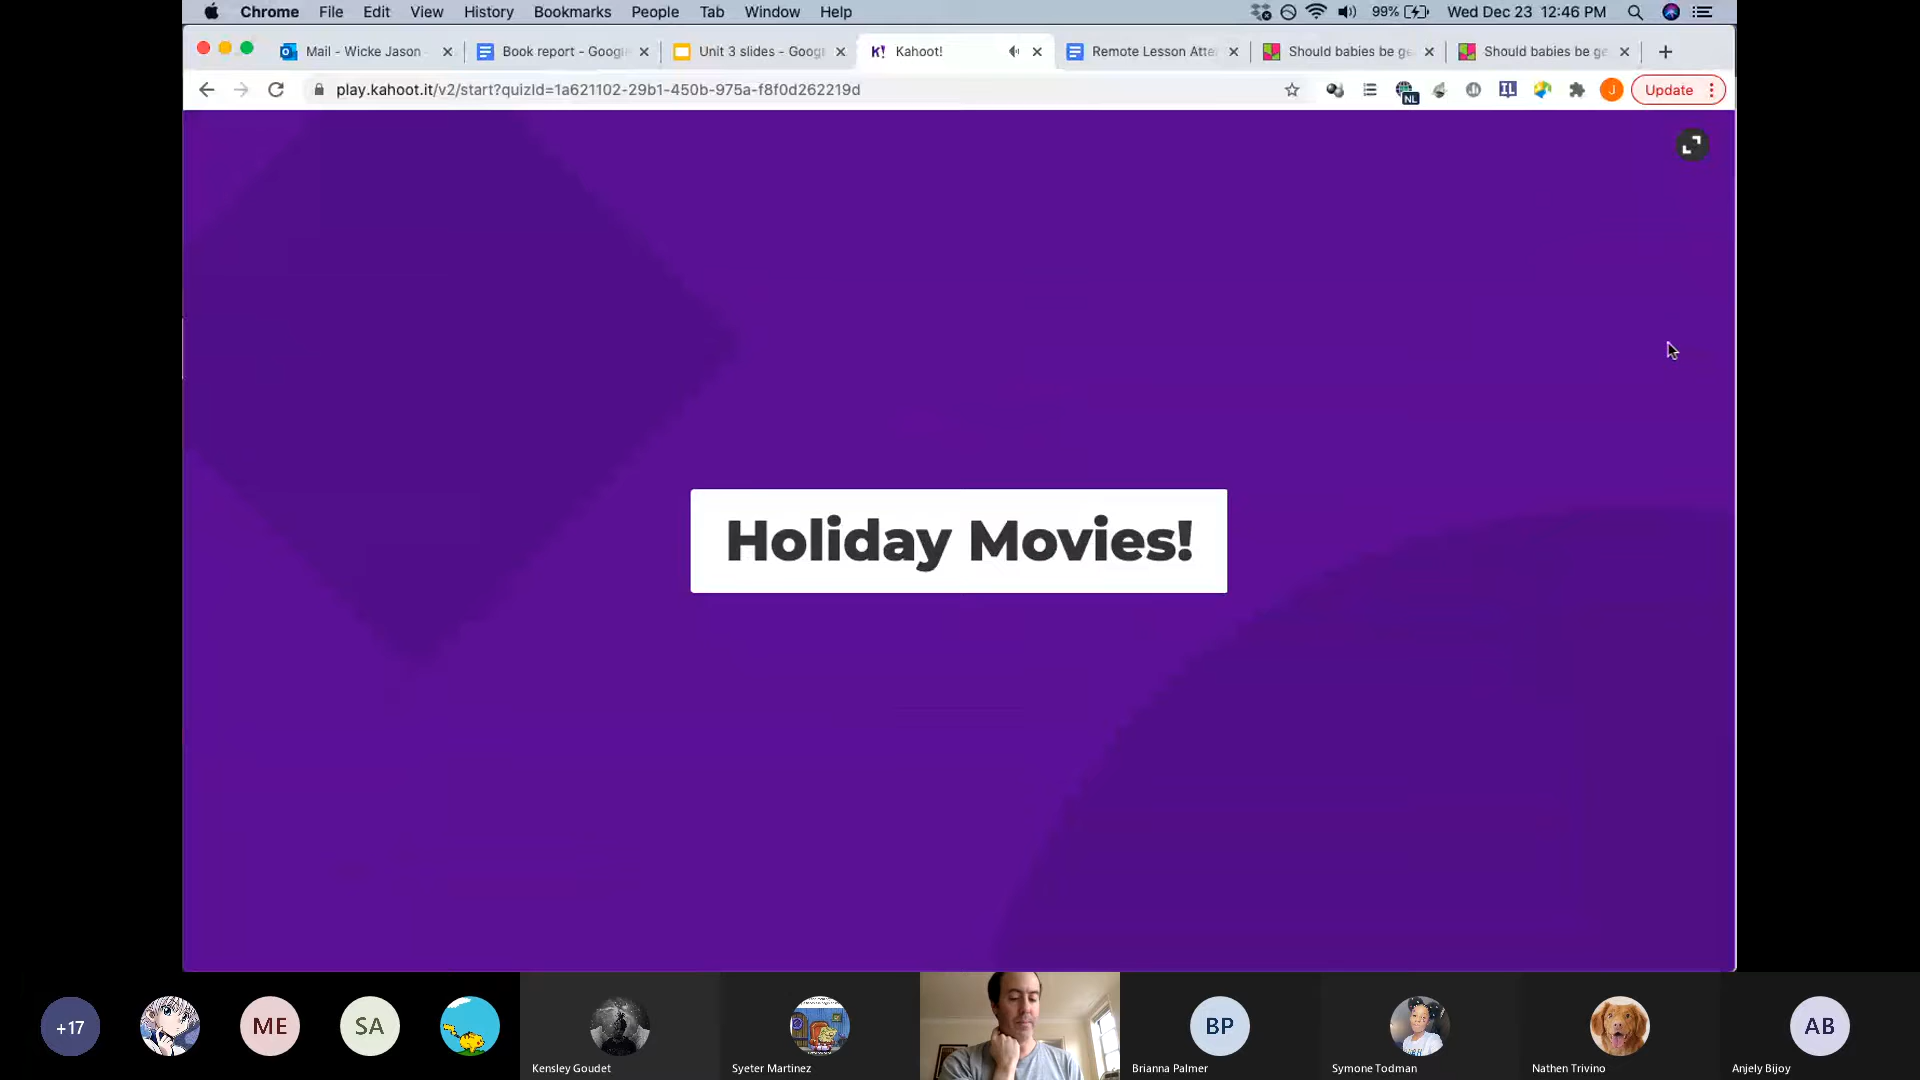 Chrome File Edit View History Bookmarks People Tab Window Help 99% Wed Dec 23 12:46 PM
Mail - Wicke Jason Book report - Googl Unit 3 slides - Goog K! Kahoot! Remote Lesson Atte Should babies be ge Should babies be ge
play.kahoot.it/v2/start?quizId=1a621102-29b1-450b-975a-f8f0d262219d NL IL J Update
Holiday Movies!
+17 ME SA BP AB
Kensley Goudet Syeter Martinez Brianna Palmer Symone Todman Nathen Trivino Anjely Bijoy